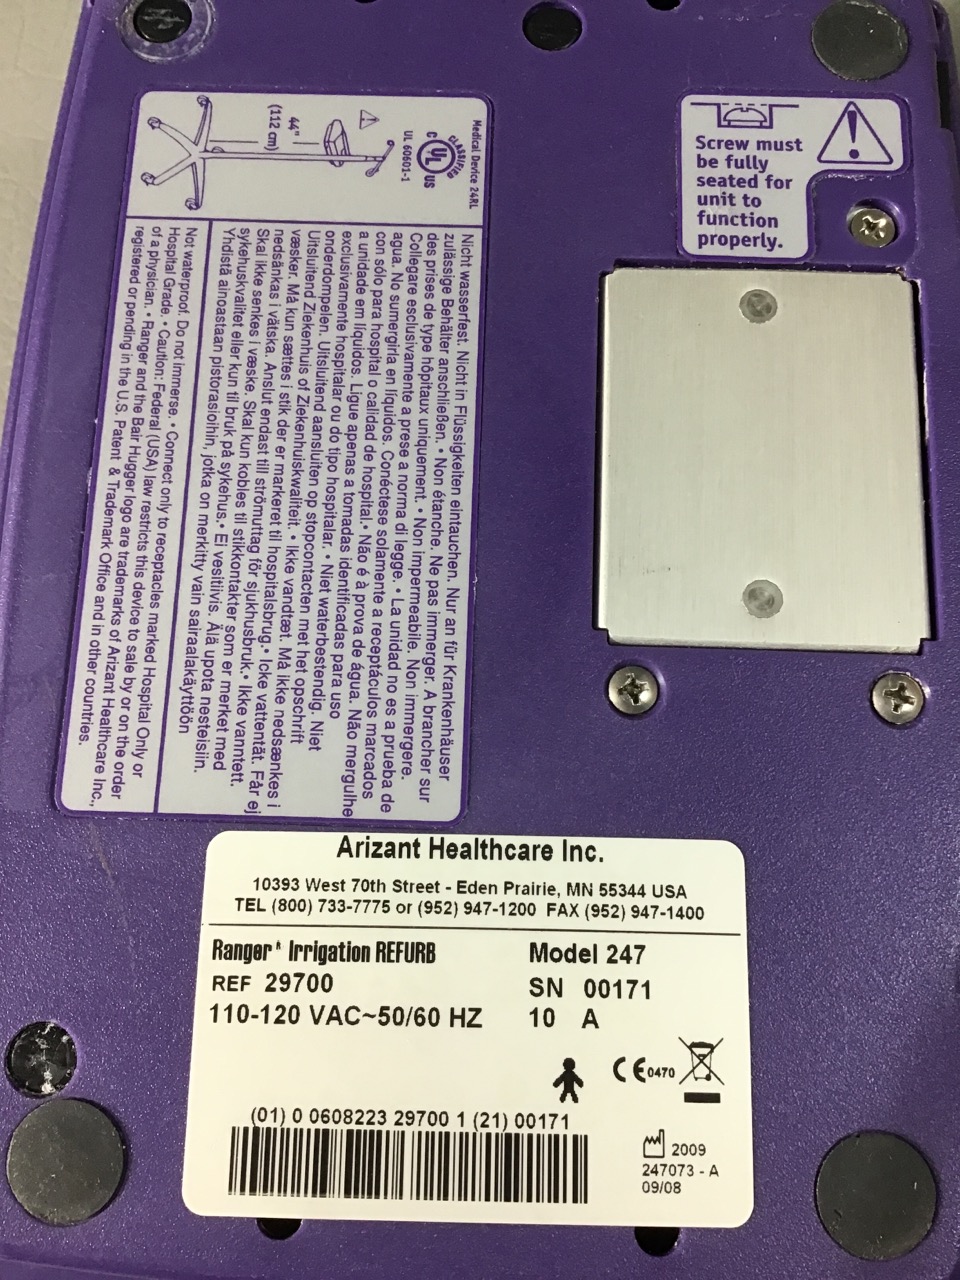 Screw must
be fully
seated for
unit to
function
properly.
Medical Device 24RL
CLASSIFIED
C UL US
UL 60601-1
44"
(112 cm)
Nicht wasserfest. Nicht in Flüssigkeiten eintauchen. Nur an für Krankenhäuser
zulässige Behälter anschließen. • Non étanche. Ne pas immerger. A brancher sur
des prises de type hôpitaux uniquement. • Non impermeabile. Non immergere.
Collegare esclusivamente a prese a norma di legge. • La unidad no es a prueba de
agua. No sumergirla en líquidos. Conéctese solamente a receptáculos marcados
con sólo para hospital o calidad de hospital. • Não é à prova de água. Não mergulhe
a unidade em líquidos. Ligue apenas a tomadas identificadas para uso
exclusivamente hospitalar ou do tipo hospitalar. • Niet waterbestendig. Niet
onderdompelen. Uitsluitend aansluiten op stopcontacten met het opschrift
Uitsluitend Ziekenhuis of Ziekenhuiskwaliteit. • Ikke vandtæt. Må ikke nedsænkes i
væsker. Må kun sættes i stik der er markeret til hospitalsbrug. • Icke vattentät. Får ej
nedsänkas i vätska. Anslut endast till strömuttag för sjukhusbruk. • Ikke vanntett.
Skal ikke senkes i væske. Skal kun kobles til stikkontakter som er merket med
sykehuskvalitet eller kun til bruk på sykehus. • Ei vesitiivis. Älä upota nesteisiin.
Yhdistä ainoastaan pistorasioihin, jotka on merkitty vain sairaalakäyttöön
Not waterproof. Do not immerse. • Connect only to receptacles marked Hospital Only or
Hospital Grade. • Caution: Federal (USA) law restricts this device to sale by or on the order
of a physician. • Ranger and the Bair Hugger logo are trademarks of Arizant Healthcare Inc.,
registered or pending in the U.S. Patent & Trademark Office and in other countries.
Arizant Healthcare Inc.
10393 West 70th Street - Eden Prairie, MN 55344 USA
TEL (800) 733-7775 or (952) 947-1200 FAX (952) 947-1400
Ranger® Irrigation REFURB Model 247
REF 29700 SN 00171
110-120 VAC~50/60 HZ 10 A
CE 0470
(01) 0 0608223 29700 1 (21) 00171
2009
247073 - A
09/08